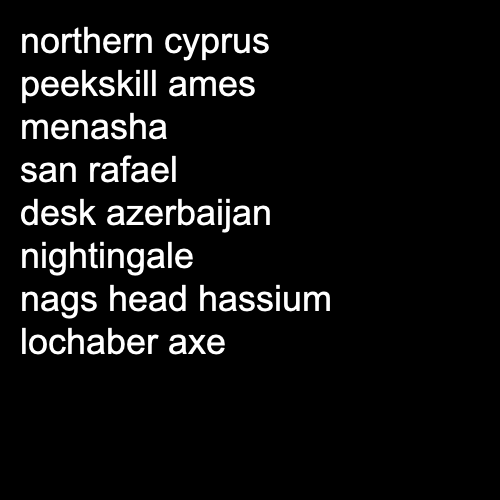 northern cyprus
peekskill ames
menasha
san rafael
desk azerbaijan
nightingale
nags head hassium
lochaber axe